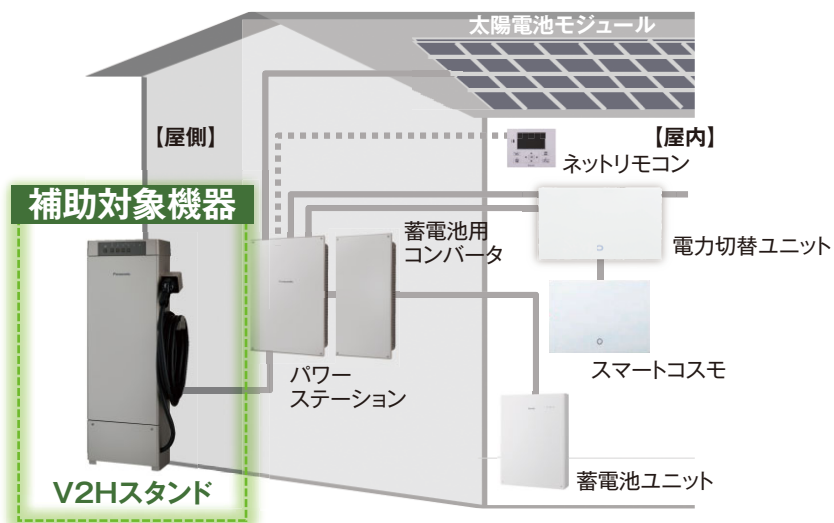 太陽電池モジュール
【屋側】
【屋内】
ネットリモコン
補助対象機器
蓄電池用
コンバータ
電力切替ユニット
Panasonic
Panasonic
スマートコスモ
パワー
ステーション
蓄電池ユニット
V2Hスタンド